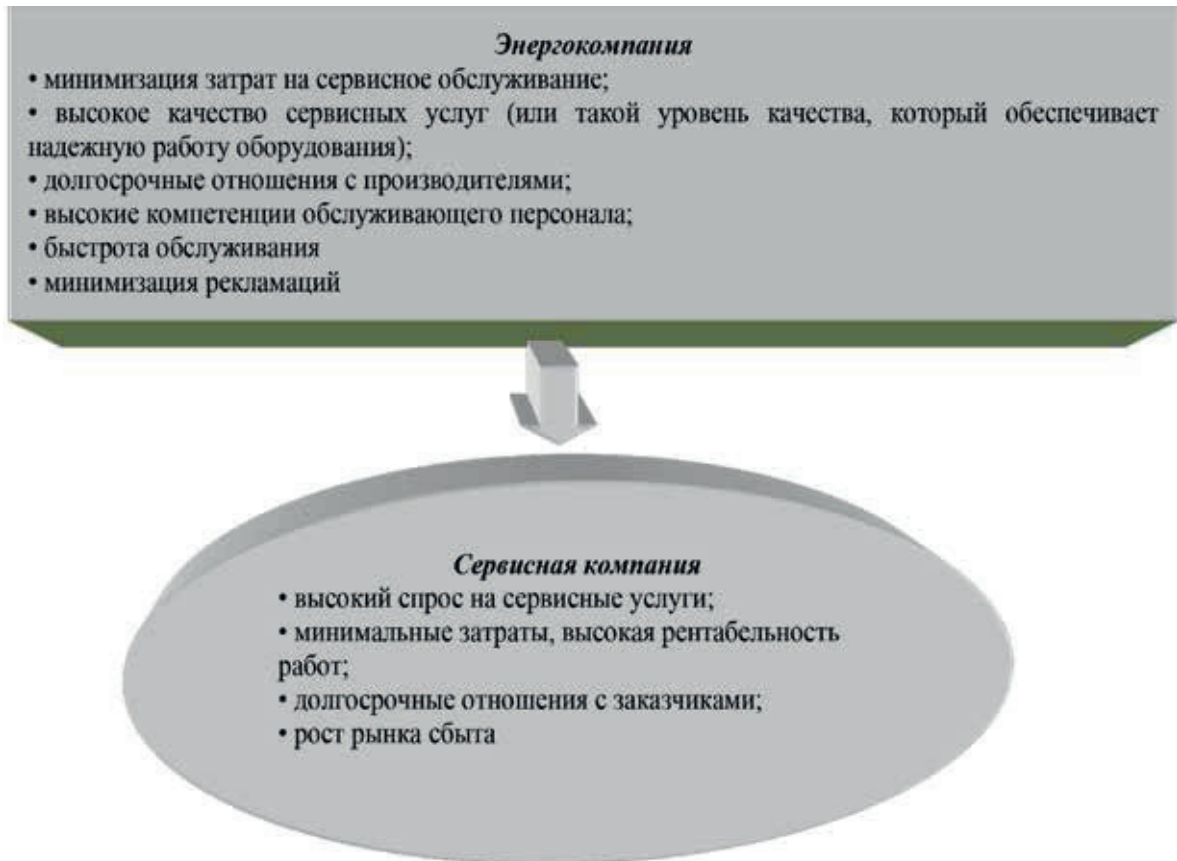 Энергокомпания
• минимизация затрат на сервисное обслуживание;
• высокое качество сервисных услуг (или такой уровень качества, который обеспечивает
надежную работу оборудования);
• долгосрочные отношения с производителями;
• высокие компетенции обслуживающего персонала;
• быстрота обслуживания
• минимизация рекламаций
Сервисная компания
• высокий спрос на сервисные услуги;
• минимальные затраты, высокая рентабельность
работ;
• долгосрочные отношения с заказчиками;
• рост рынка сбыта